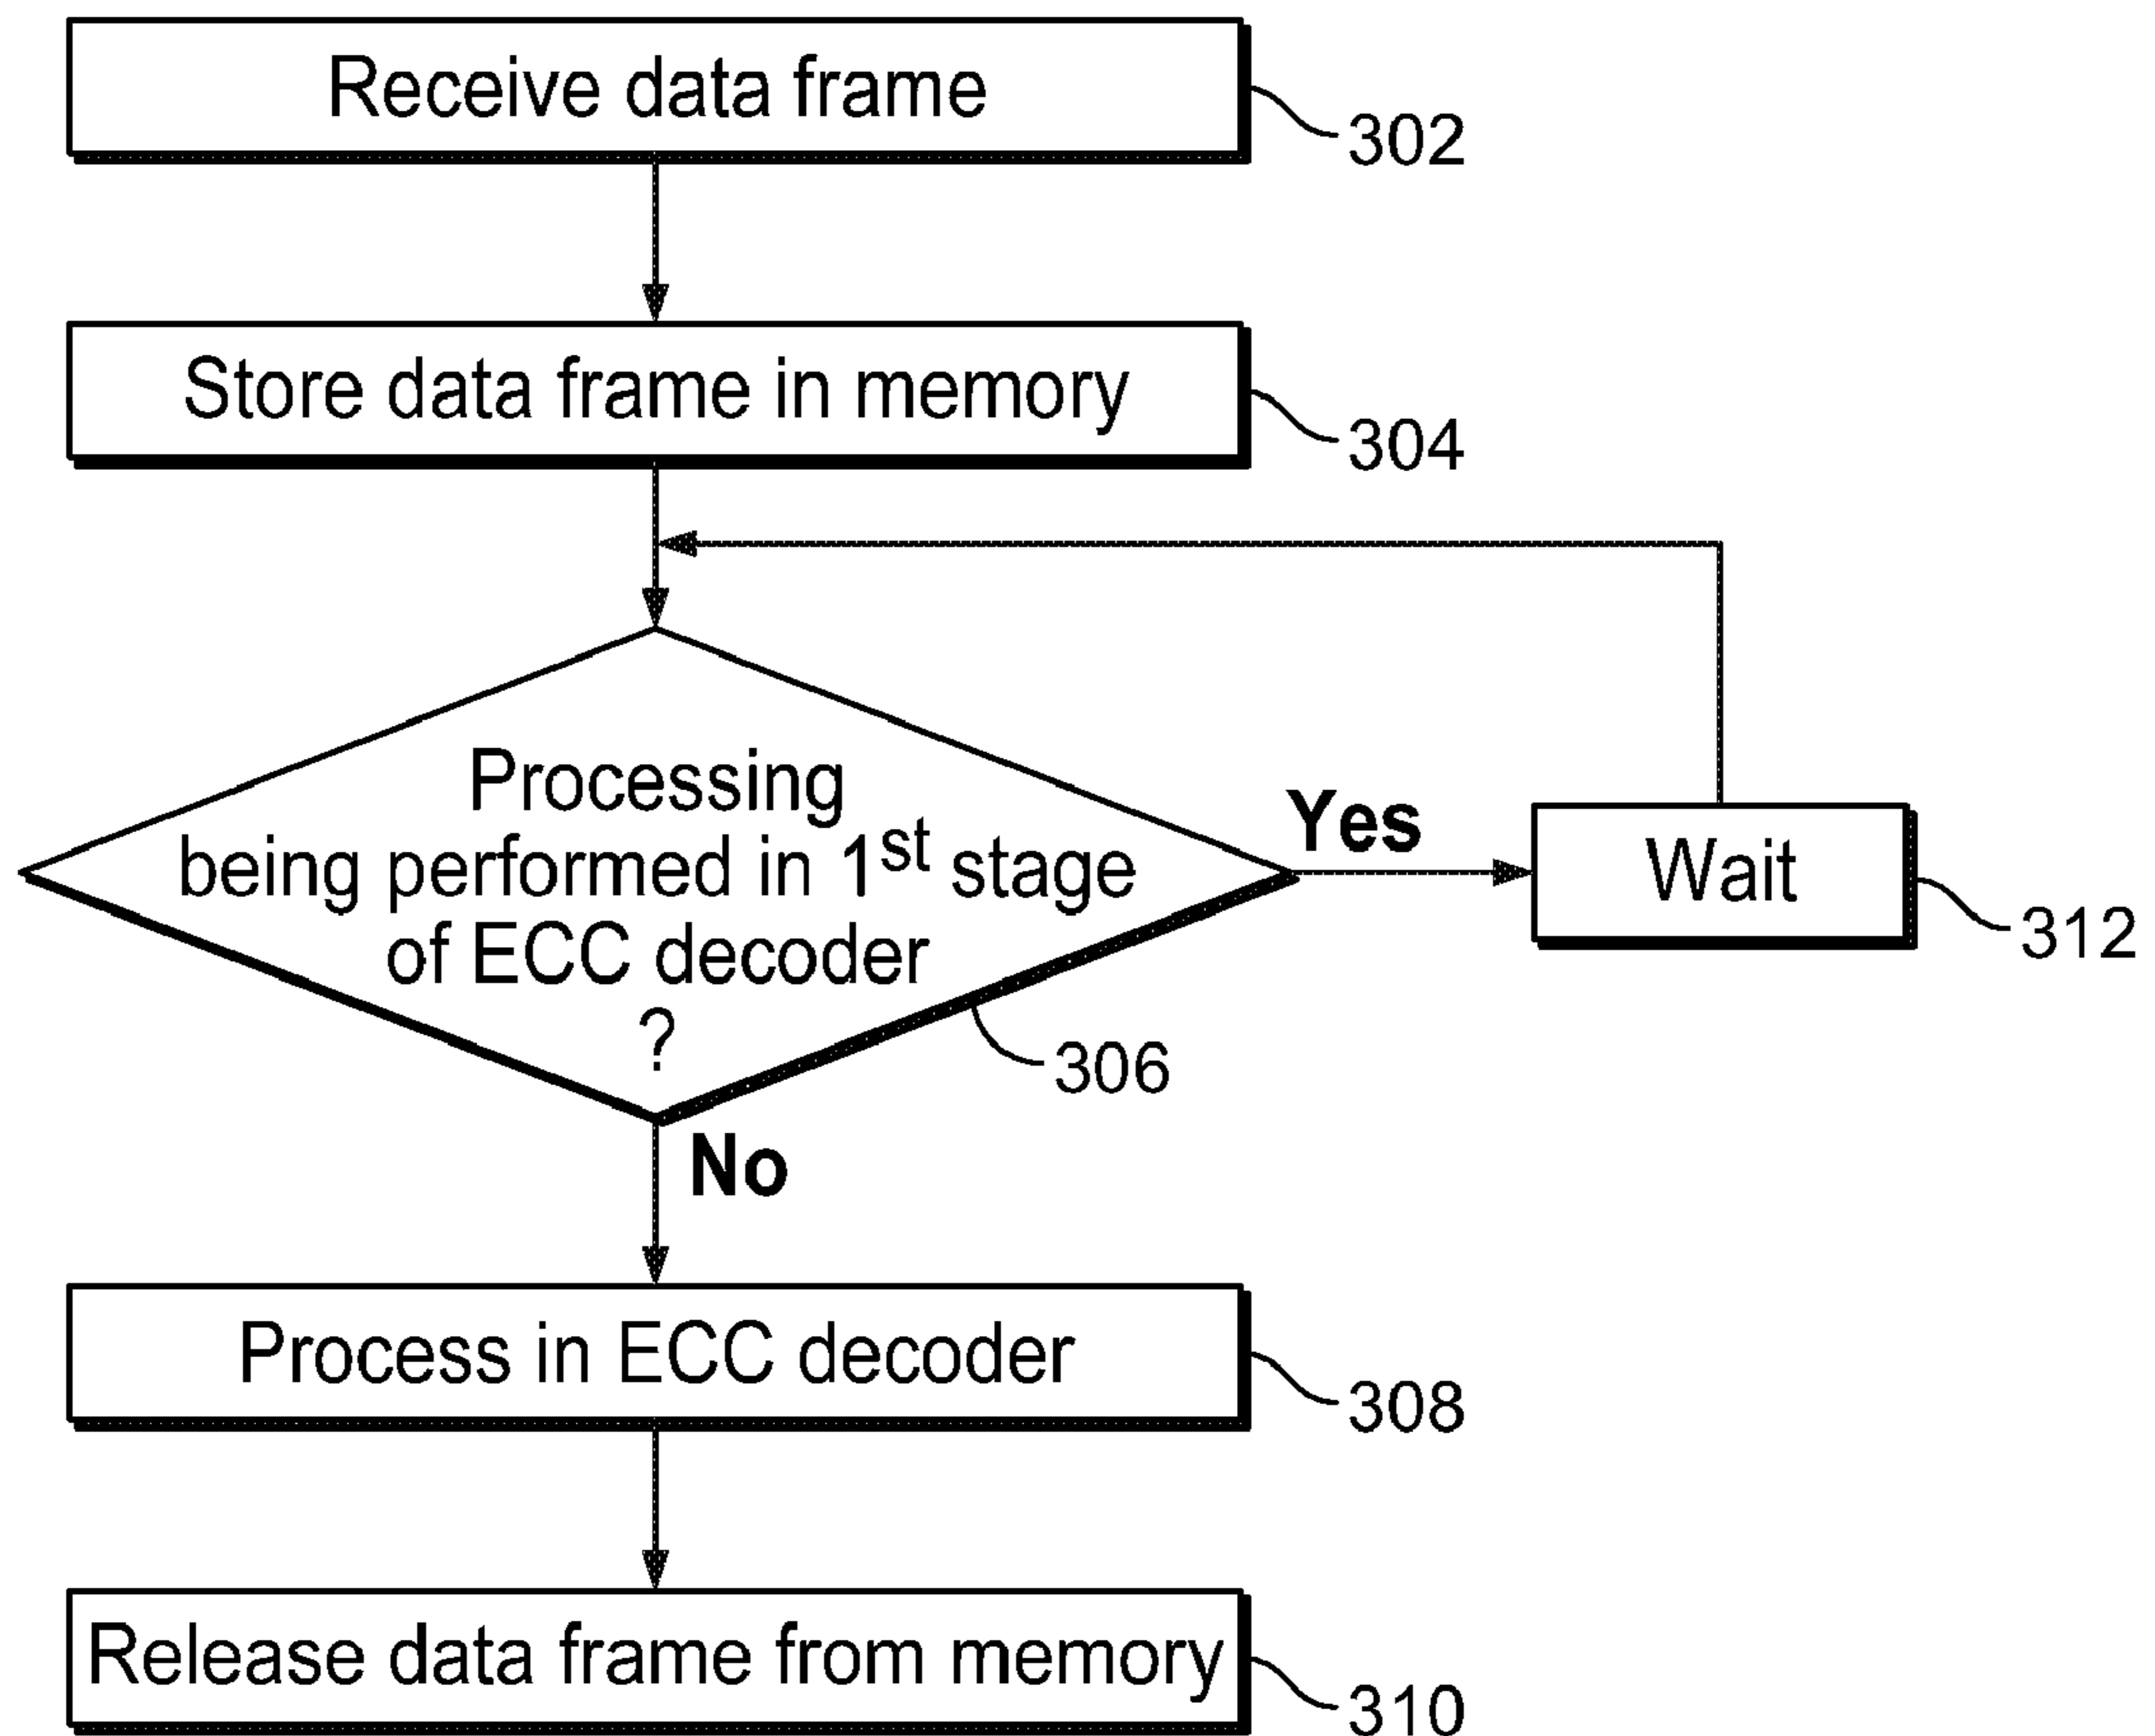 Receive data frame
302
Store data frame in memory
304
Processing
being performed in 1st stage
of ECC decoder
?
306
Yes
Wait
312
No
Process in ECC decoder
308
Release data frame from memory
310